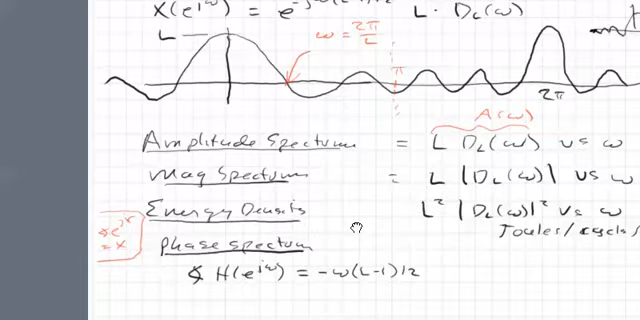 X(e^{jω}) = e^{-jω(L-1)/2} L · D_L(ω)
L
ω = 2π/L
π
2π
A(ω)
Amplitude Spectrum = L D_L(ω) vs ω
Mag Spectrum = L |D_L(ω)| vs ω
Energy Density L² |D_L(ω)|² vs ω
Joules/cycle/
∡e^{jx} = x
Phase spectrum
∡ H(e^{jω}) = -ω(L-1)/2